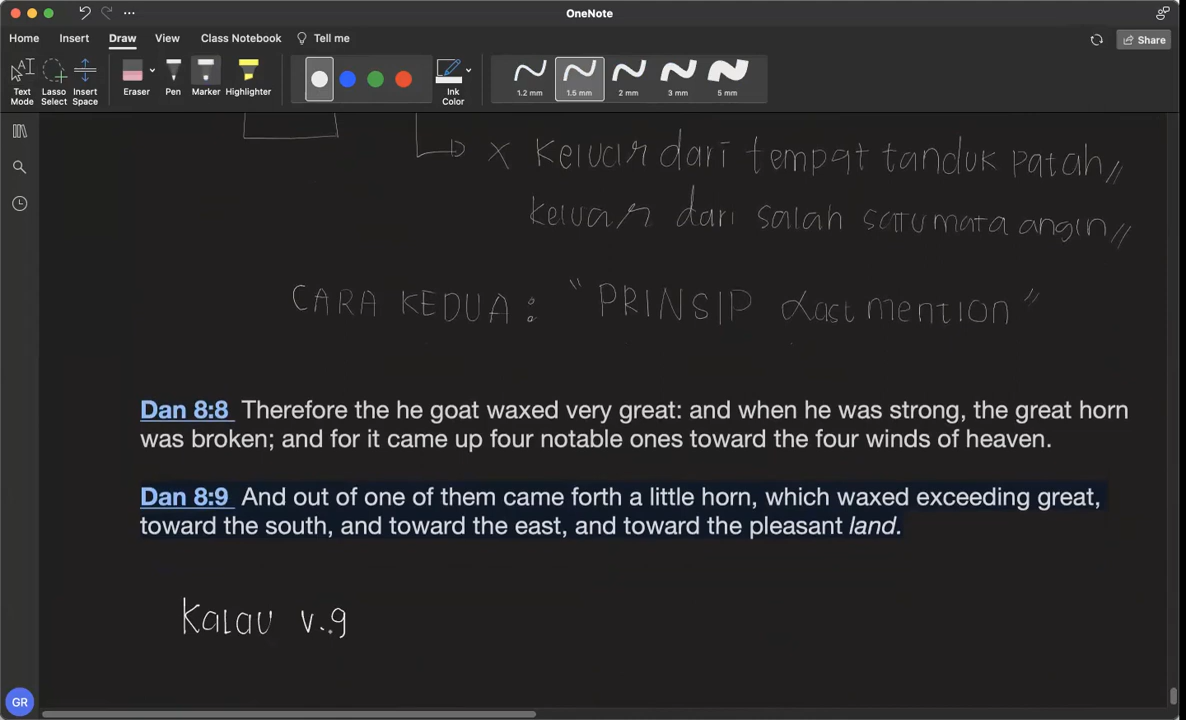 OneNote
Home Insert Draw View Class Notebook Tell me
Share
Text Mode
Lasso Select
Insert Space
Eraser
Pen
Marker
Highlighter
Ink Color
1.2 mm
1.5 mm
2 mm
3 mm
5 mm
x Keluar dari tempat tanduk patah //
keluar dari salah satu mata angin //
CARA KEDUA : "PRINSIP Last mention"
Dan 8:8 Therefore the he goat waxed very great: and when he was strong, the great horn
was broken; and for it came up four notable ones toward the four winds of heaven.
Dan 8:9 And out of one of them came forth a little horn, which waxed exceeding great,
toward the south, and toward the east, and toward the pleasant land.
Kalau v.9
GR